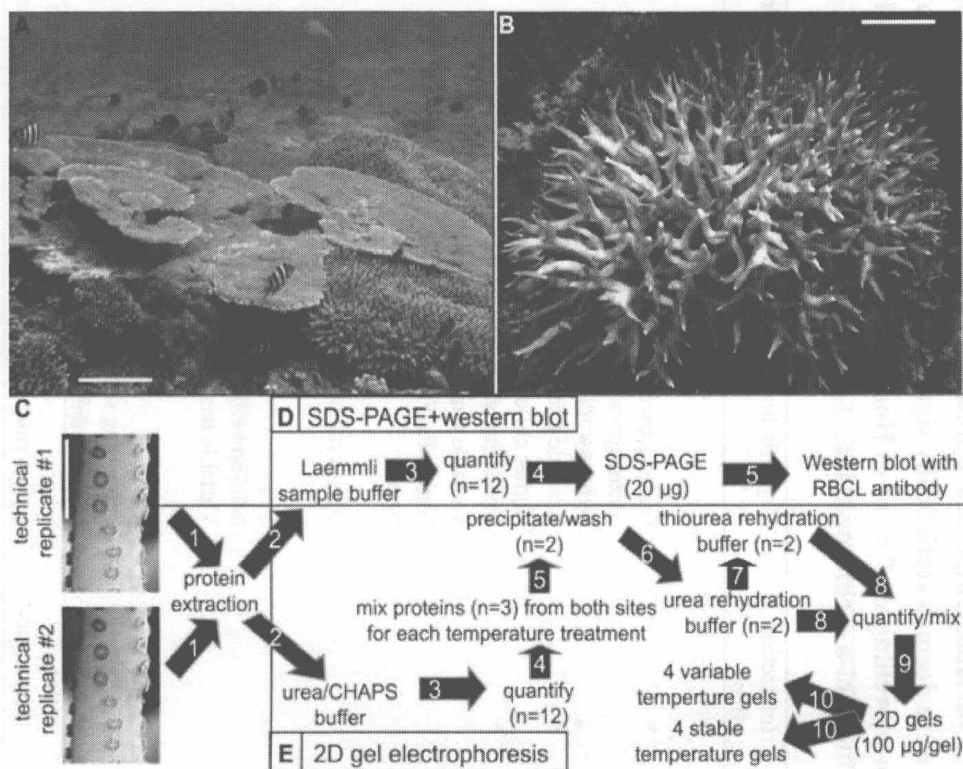 A
B
C
technical
replicate #1
technical
replicate #2
1
1
protein
extraction
2
2
D SDS-PAGE+western blot
Laemmli
sample buffer
3
quantify
(n=12)
4
SDS-PAGE
(20 µg)
5
Western blot with
RBCL antibody
E 2D gel electrophoresis
urea/CHAPS
buffer
3
quantify
(n=12)
4
mix proteins (n=3) from both sites
for each temperature treatment
5
precipitate/wash
(n=2)
6
urea rehydration
buffer (n=2)
7
thiourea rehydration
buffer (n=2)
8
8
quantify/mix
9
2D gels
(100 µg/gel)
10
10
4 variable
temperture gels
4 stable
temperature gels